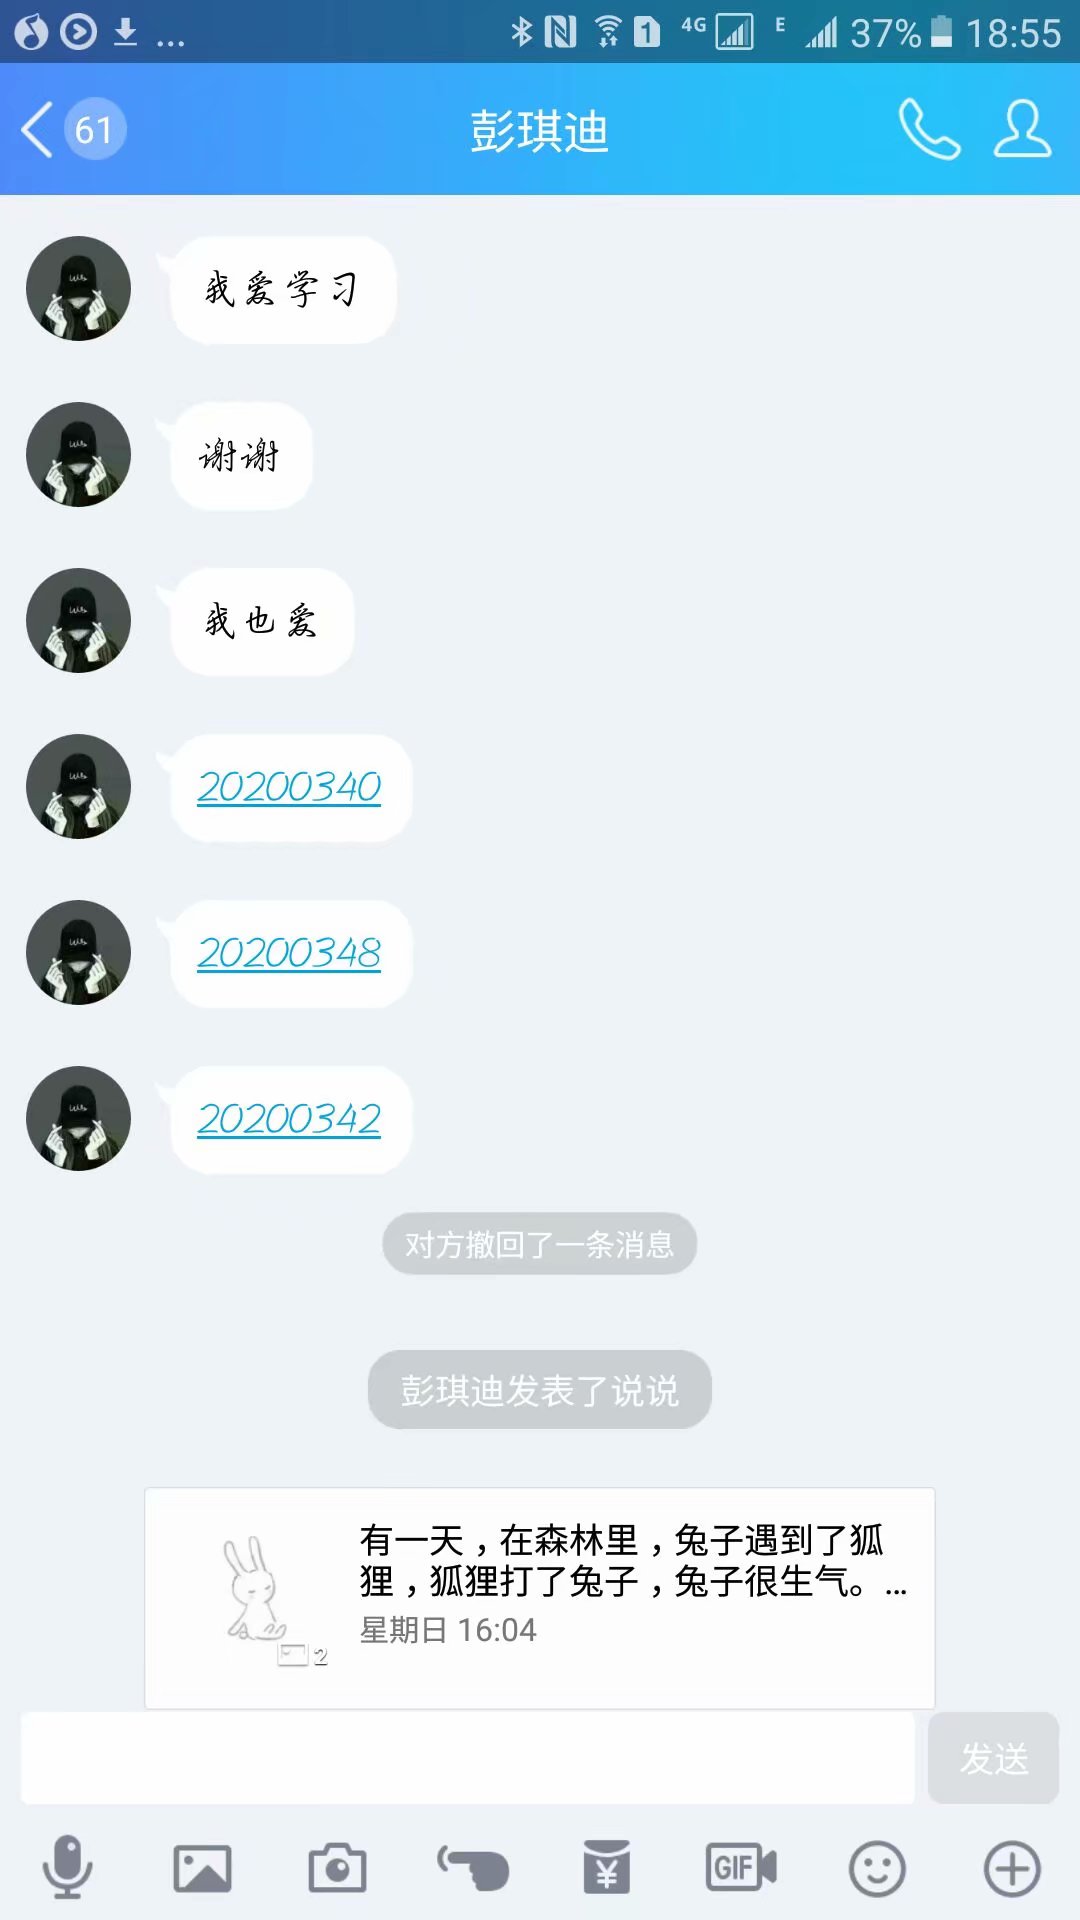 ... 1 4G E 37% 18:55
61 彭琪迪
我爱学习
谢谢
我也爱
20200340
20200348
20200342
对方撤回了一条消息
彭琪迪发表了说说
有一天，在森林里，兔子遇到了狐
狸，狐狸打了兔子，兔子很生气。...
星期日 16:04
2
发送
GIF